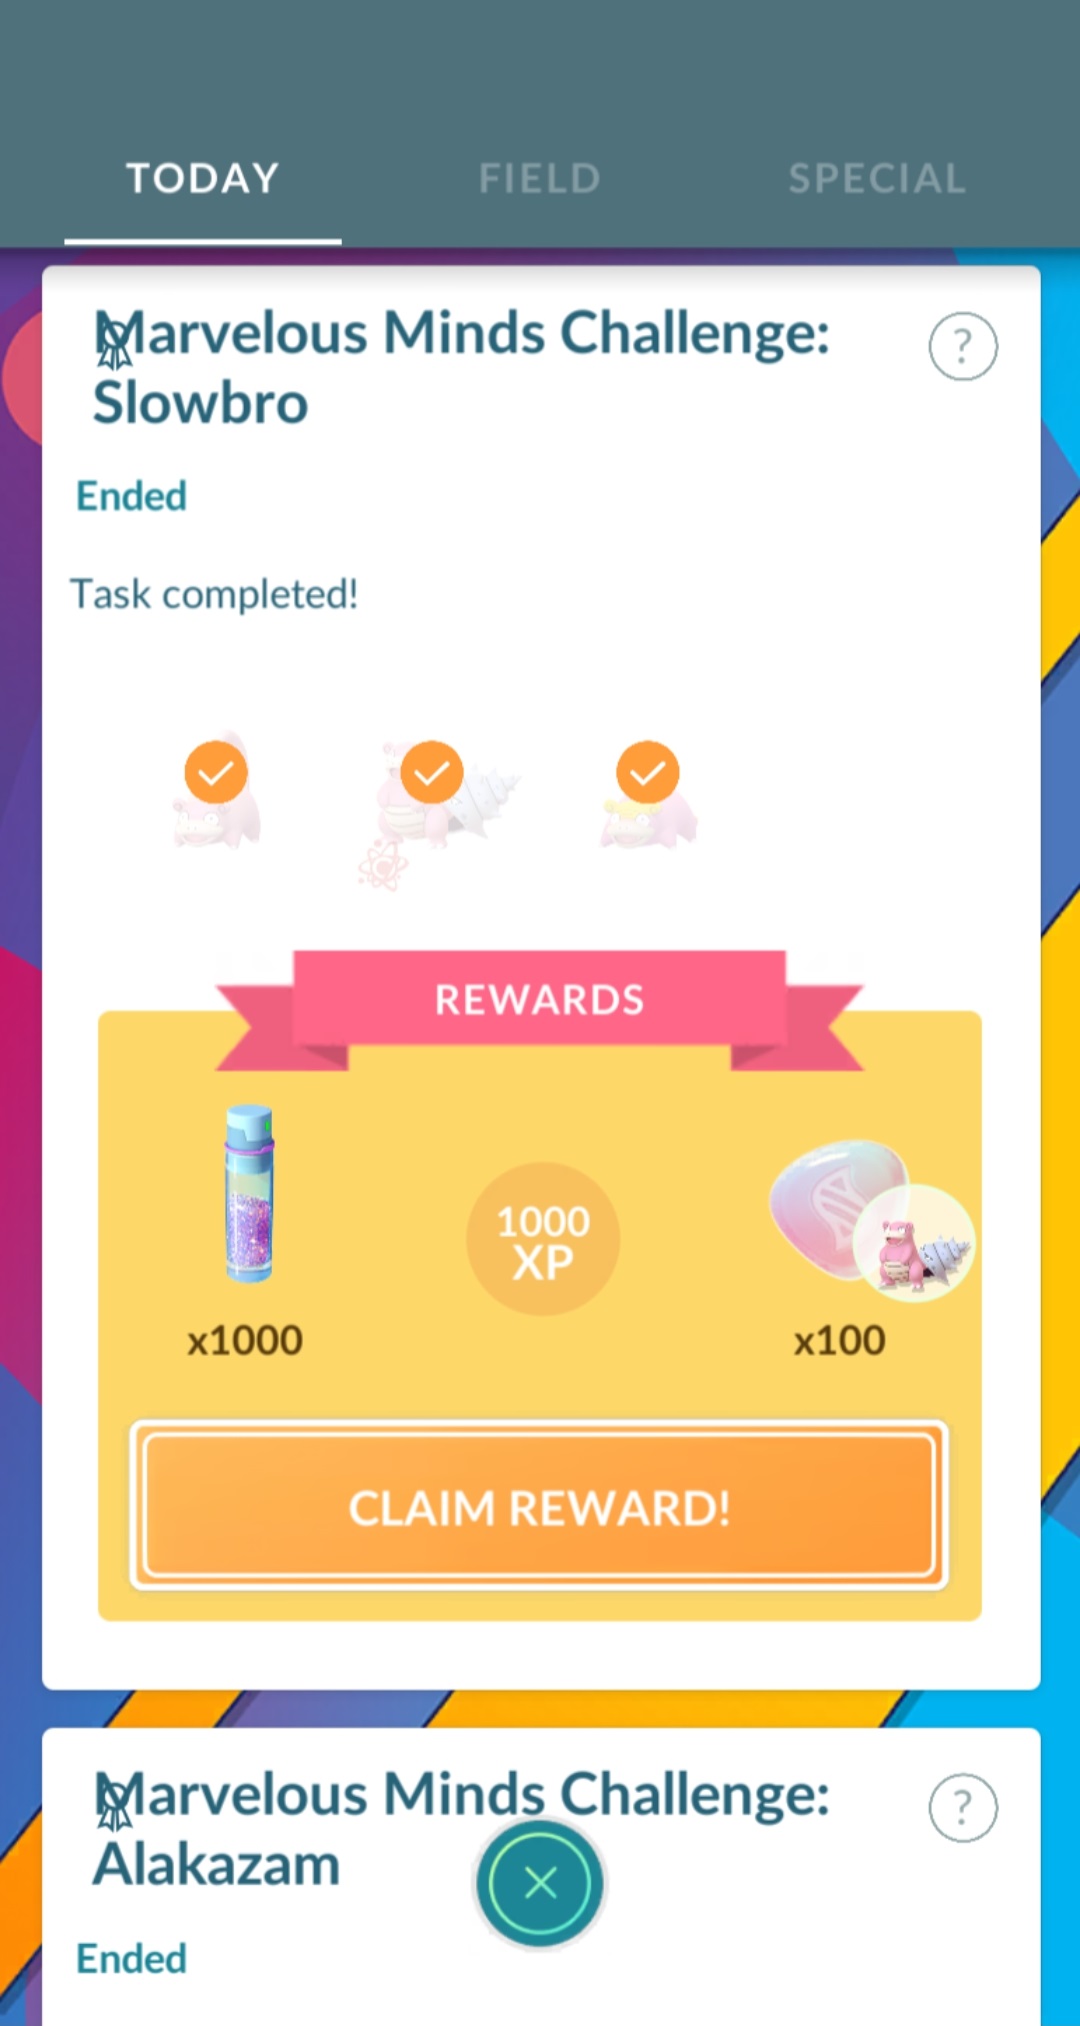 TODAY FIELD SPECIAL
Marvelous Minds Challenge:
Slowbro
?
Ended
Task completed!
REWARDS
1000
XP
x1000 x100
CLAIM REWARD!
Marvelous Minds Challenge:
Alakazam
?
Ended